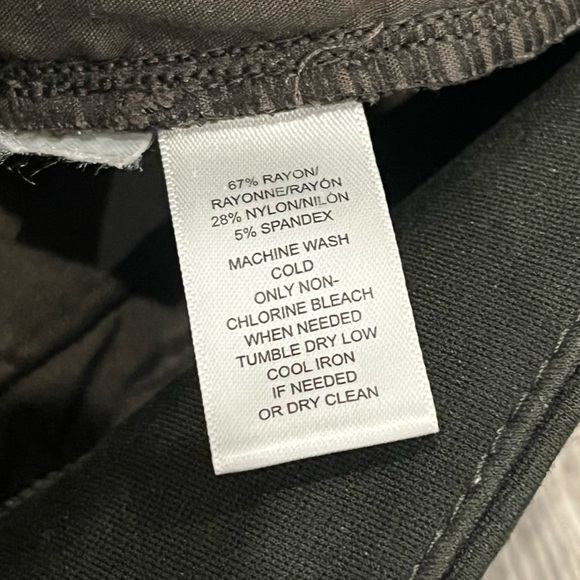 67% RAYON/
RAYONNE/RAYÓN
28% NYLON/NILÓN
5% SPANDEX
MACHINE WASH
COLD
ONLY NON-
CHLORINE BLEACH
WHEN NEEDED
TUMBLE DRY LOW
COOL IRON
IF NEEDED
OR DRY CLEAN